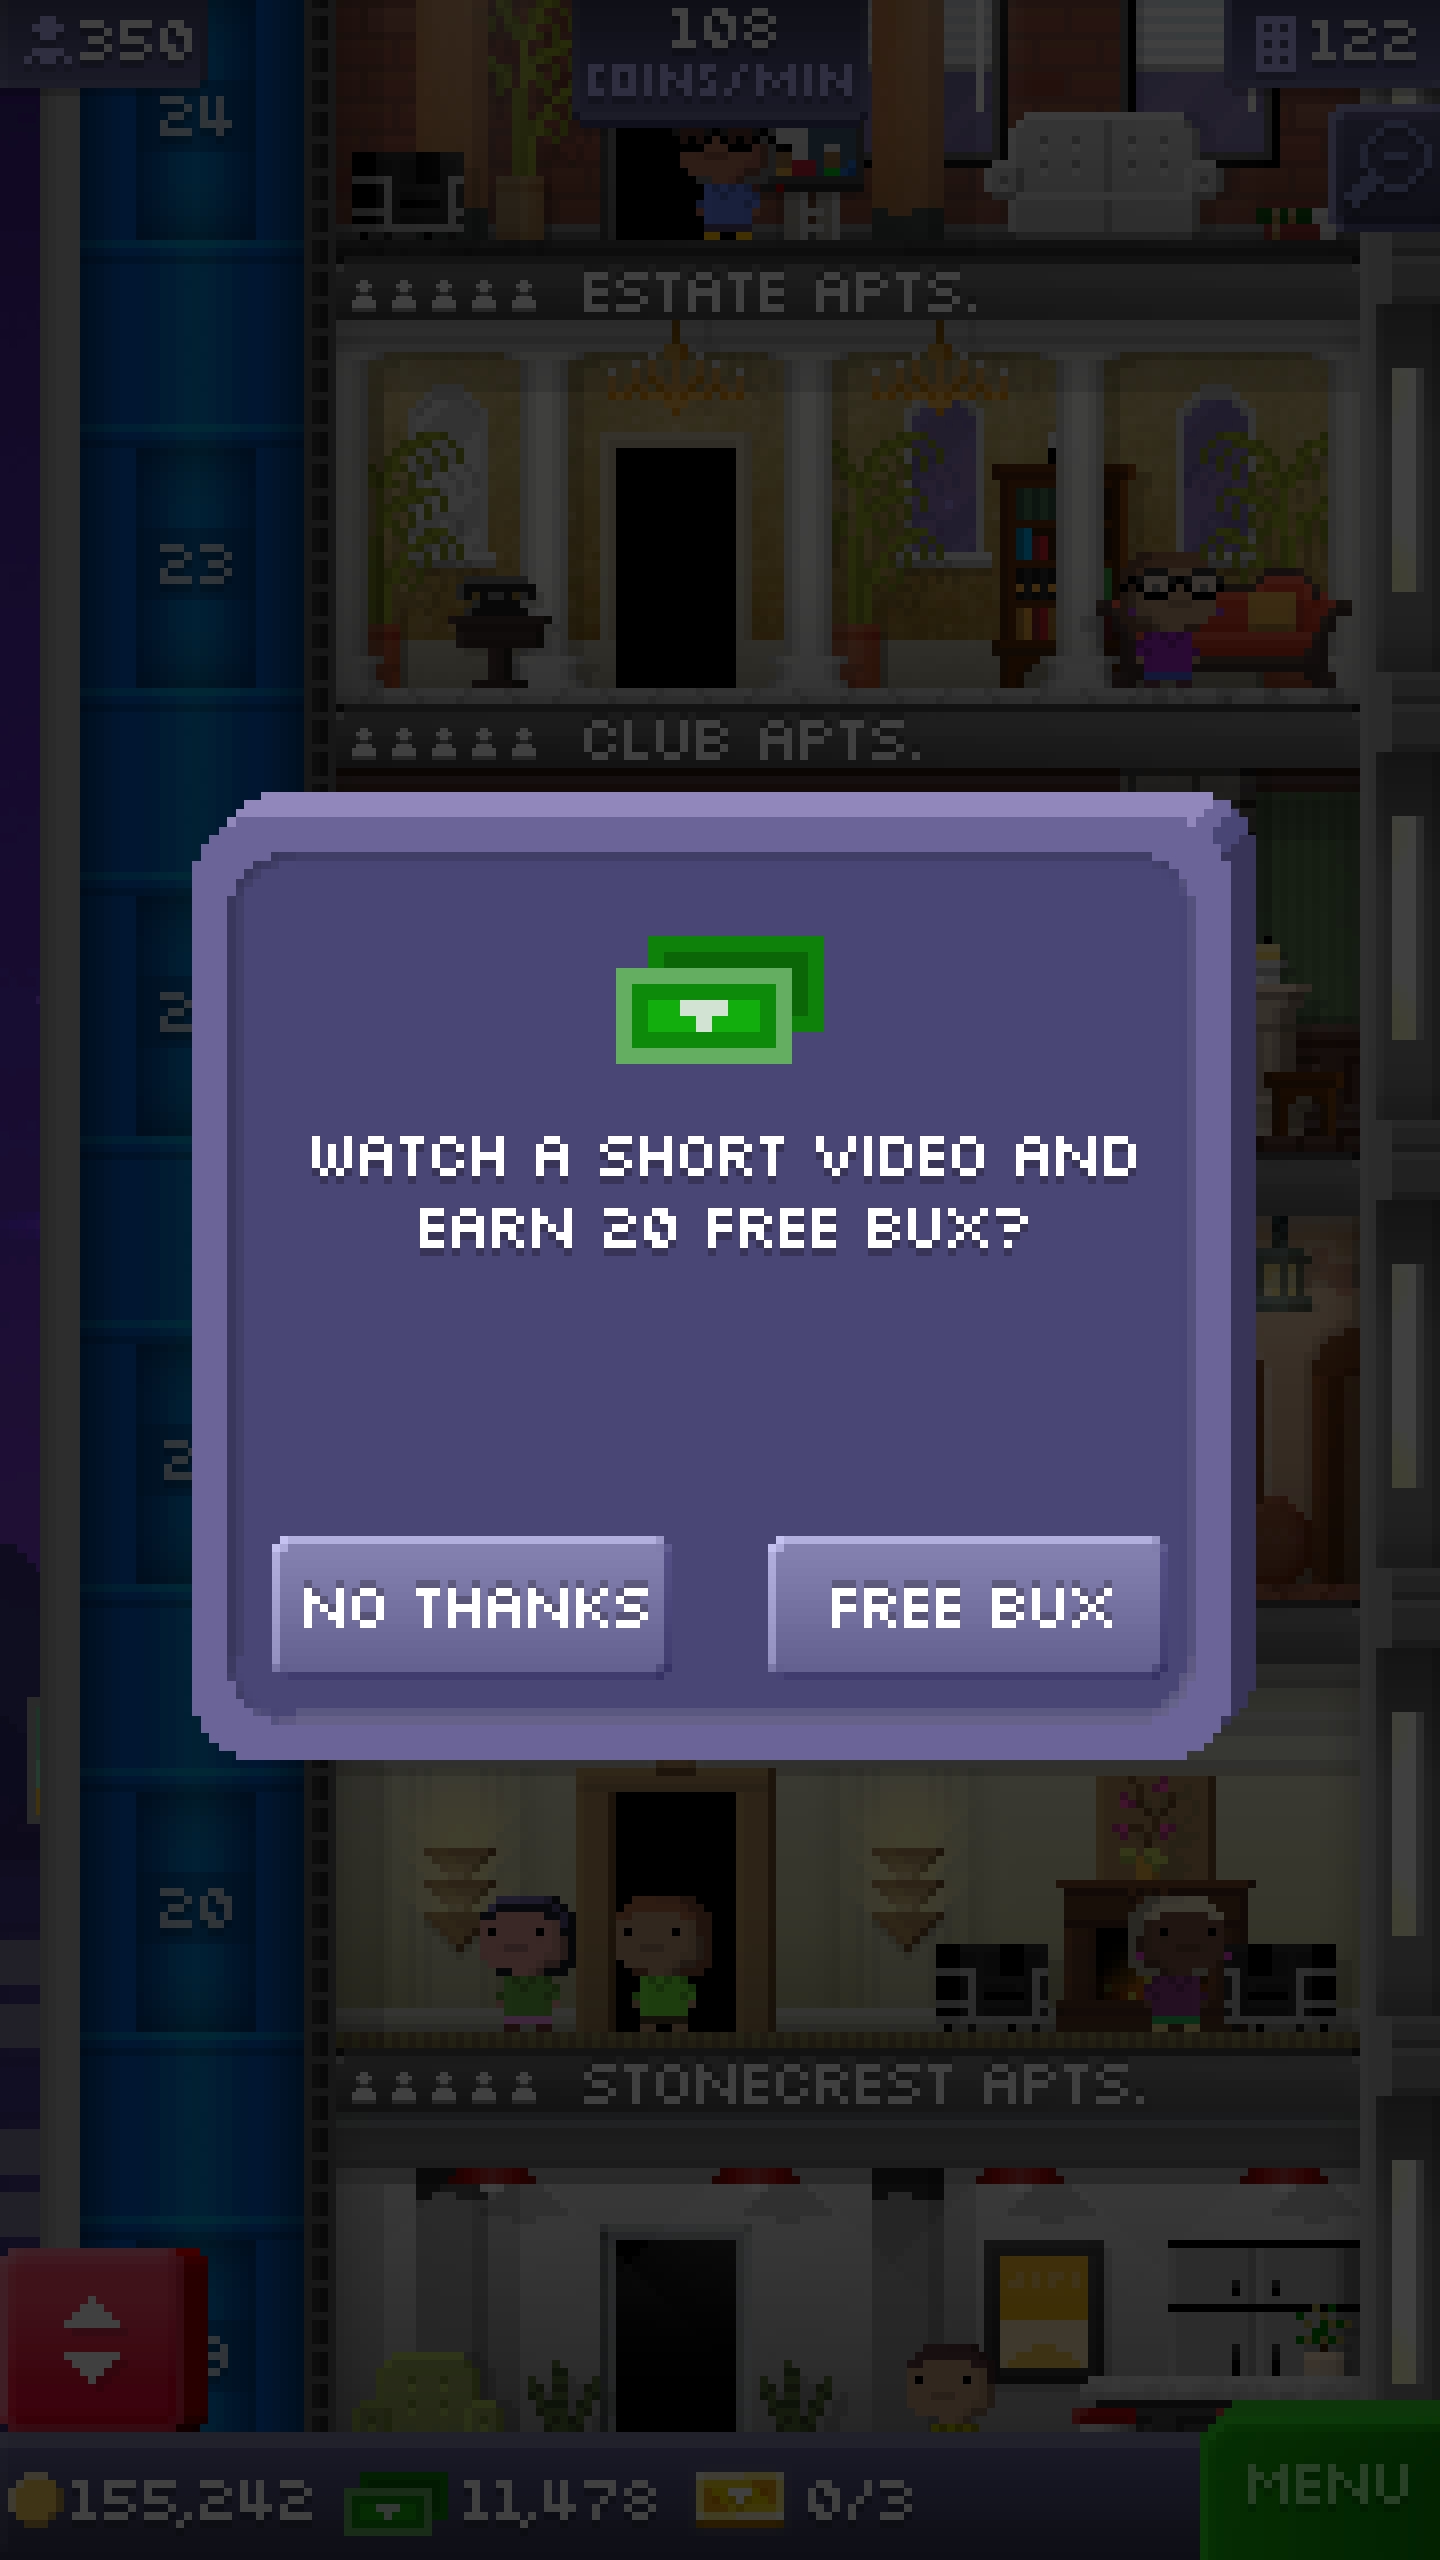 350
108
COINS/MIN
122
24
ESTATE APTS.
23
CLUB APTS.
WATCH A SHORT VIDEO AND
EARN 20 FREE BUX?
NO THANKS
FREE BUX
20
STONECREST APTS.
155,242
11,478
0/3
MENU